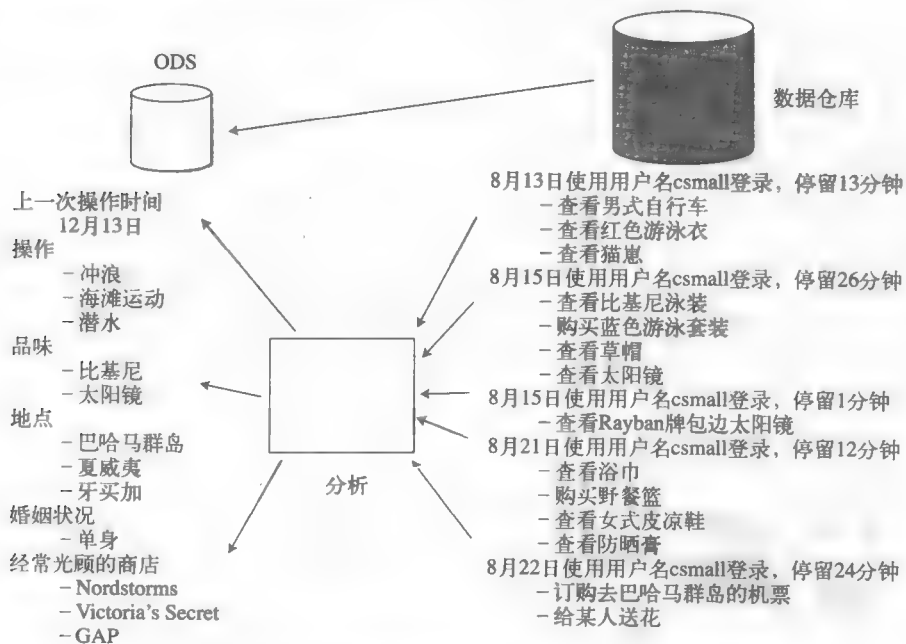 ODS
数据仓库
上一次操作时间
12月13日
操作
－冲浪
－海滩运动
－潜水
品味
－比基尼
－太阳镜
地点
－巴哈马群岛
－夏威夷
－牙买加
婚姻状况
－单身
经常光顾的商店
－Nordstorms
－Victoria's Secret
－GAP
分析
8月13日使用用户名csmall登录，停留13分钟
－查看男式自行车
－查看红色游泳衣
－查看猫崽
8月15日使用用户名csmall登录，停留26分钟
－查看比基尼泳装
－购买蓝色游泳套装
－查看草帽
－查看太阳镜
8月15日使用用户名csmall登录，停留1分钟
－查看Rayban牌包边太阳镜
8月21日使用用户名csmall登录，停留12分钟
－查看浴巾
－购买野餐篮
－查看女式皮凉鞋
－查看防晒膏
8月22日使用用户名csmall登录，停留24分钟
－订购去巴哈马群岛的机票
－给某人送花